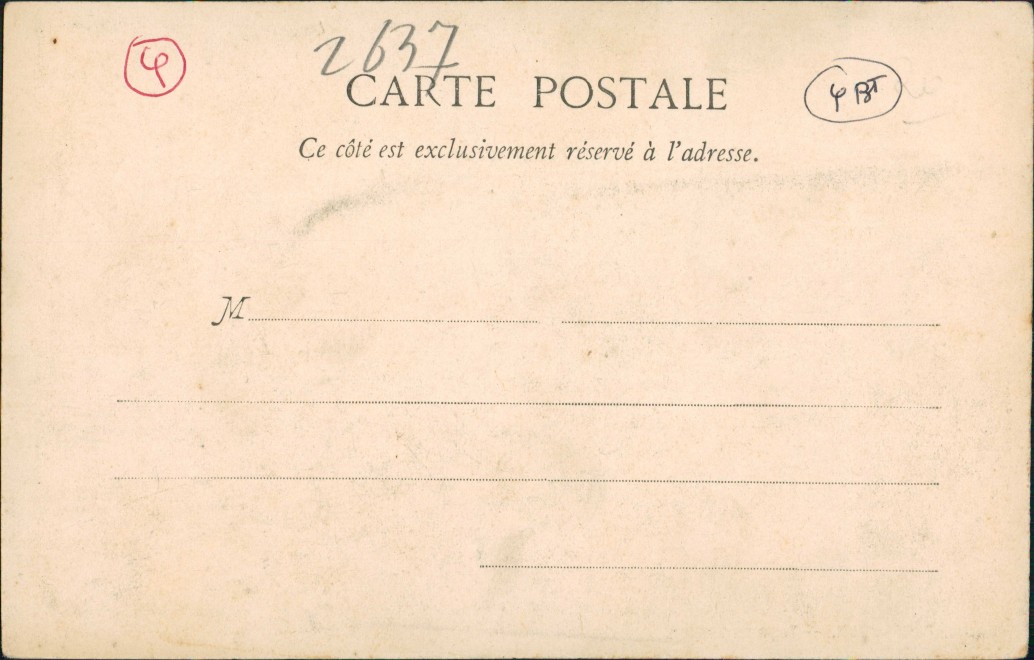 2637
CARTE POSTALE
Ce côté est exclusivement réservé à l'adresse.
M